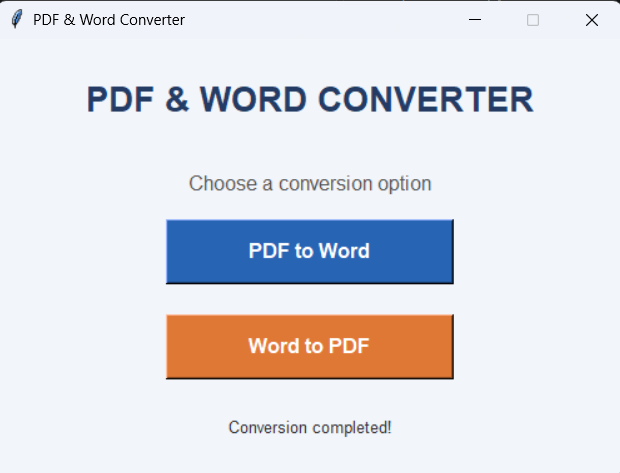 PDF & Word Converter
PDF & WORD CONVERTER
Choose a conversion option
PDF to Word
Word to PDF
Conversion completed!